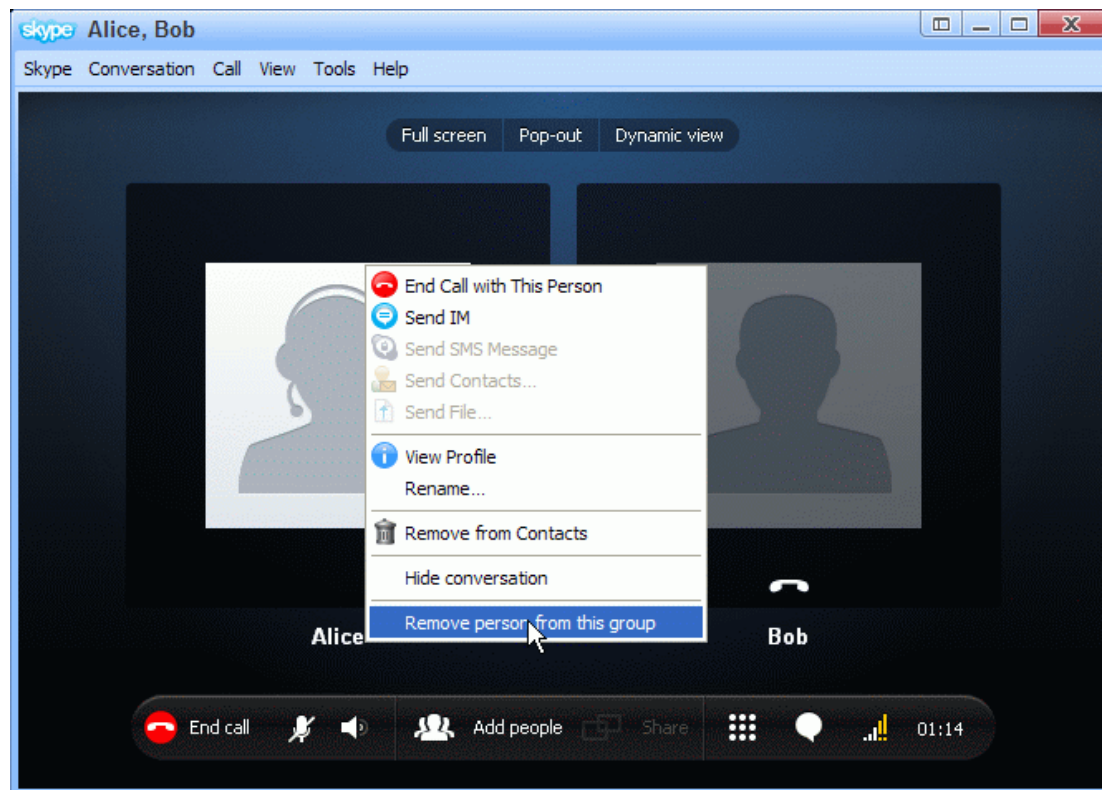 skype Alice, Bob
Skype Conversation Call View Tools Help
Full screen Pop-out Dynamic view
End Call with This Person
Send IM
Send SMS Message
Send Contacts...
Send File...
View Profile
Rename...
Remove from Contacts
Hide conversation
Remove person from this group
Alice
Bob
End call Add people Share 01:14